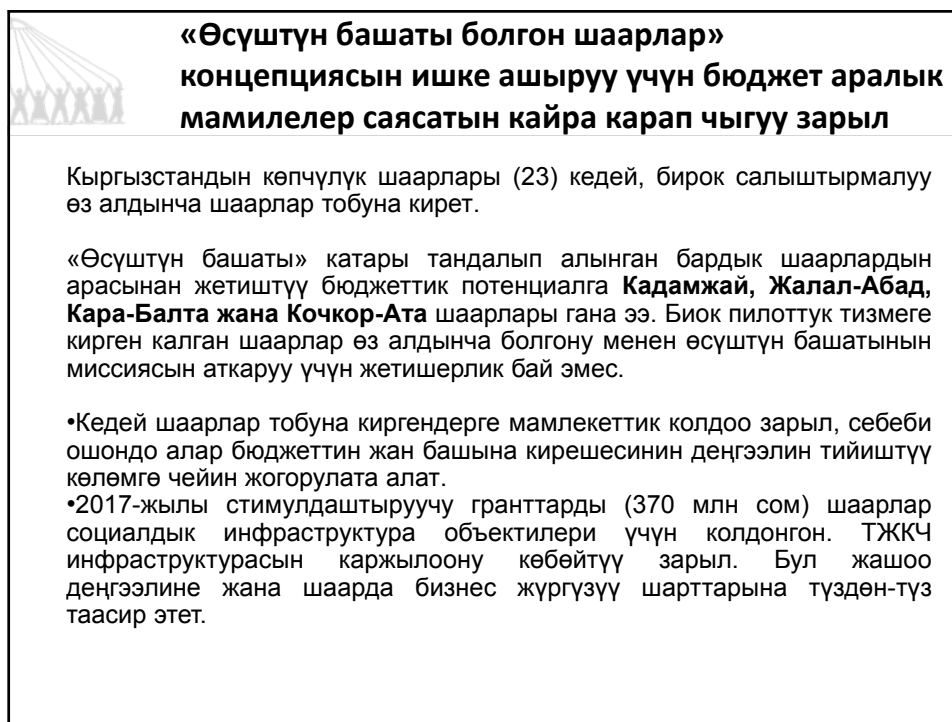 «Өсүштүн башаты болгон шаарлар»
концепциясын ишке ашыруу үчүн бюджет аралык
мамилелер саясатын кайра карап чыгуу зарыл
Кыргызстандын көпчүлүк шаарлары (23) кедей, бирок салыштырмалуу
өз алдынча шаарлар тобуна кирет.
«Өсүштүн башаты» катары тандалып алынган бардык шаарлардын
арасынан жетиштүү бюджеттик потенциалга Кадамжай, Жалал-Абад,
Кара-Балта жана Кочкор-Ата шаарлары гана ээ. Биок пилоттук тизмеге
кирген калган шаарлар өз алдынча болгону менен өсүштүн башатынын
миссиясын аткаруу үчүн жетишерлик бай эмес.
•Кедей шаарлар тобуна киргендерге мамлекеттик колдоо зарыл, себеби
ошондо алар бюджеттин жан башына кирешесинин деңгээлин тийиштүү
көлөмгө чейин жогорулата алат.
•2017-жылы стимулдаштыруучу гранттарды (370 млн сом) шаарлар
социалдык инфраструктура объектилери үчүн колдонгон. ТЖКЧ
инфраструктурасын каржылоону көбөйтүү зарыл. Бул жашоо
деңгээлине жана шаарда бизнес жүргүзүү шарттарына түздөн-түз
таасир этет.